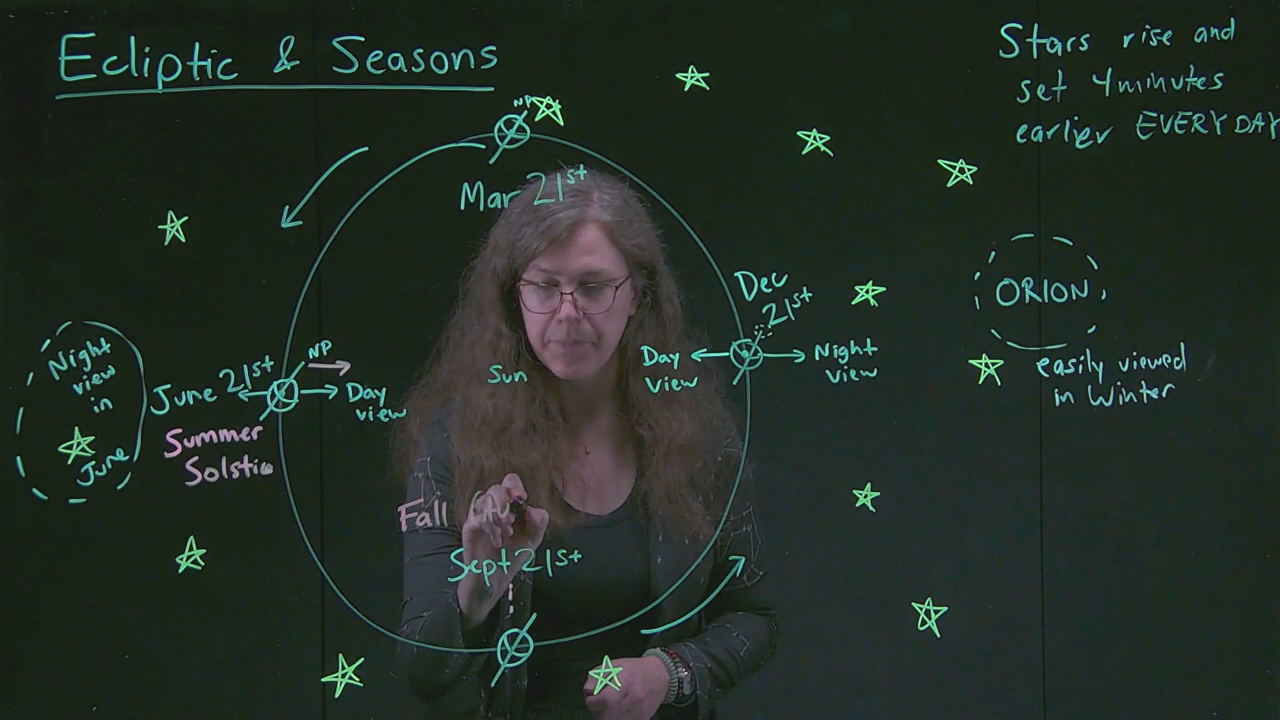 Ecliptic & Seasons
Stars rise and
set 4 minutes
earlier EVERY DAY
NP
Mar 21st
Dec
21st
ORION
easily viewed
in Winter
Day
view
Night
view
Sun
NP
Day
view
June 21st
Summer
Solstic
Night
view
in
June
Fall (Au
Sept 21st